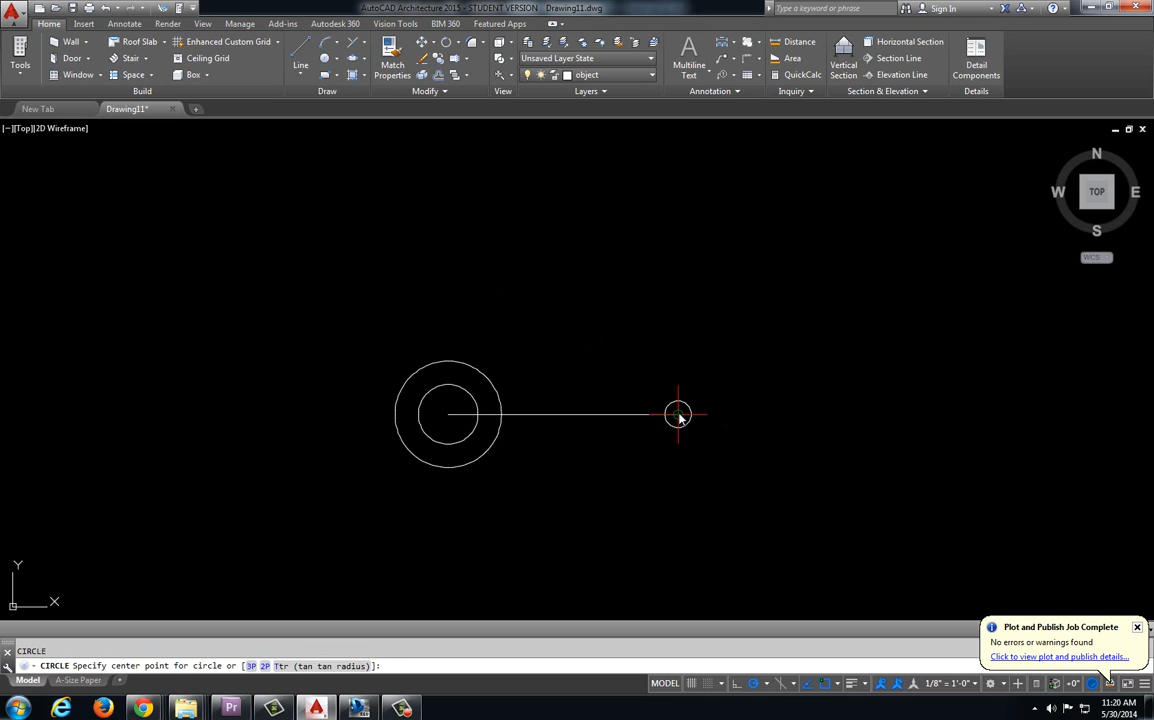 AutoCAD Architecture 2015 - STUDENT VERSION Drawing11.dwg
Type a keyword or phrase
Sign In
Home Insert Annotate Render View Manage Add-ins Autodesk 360 Vision Tools BIM 360 Featured Apps
Tools
Wall
Door
Window
Roof Slab
Stair
Space
Enhanced Custom Grid
Ceiling Grid
Box
Build
Line
Draw
Match
Properties
Modify
View
Unsaved Layer State
object
Layers
Multiline
Text
Annotation
Distance
Area
QuickCalc
Inquiry
Vertical
Section
Horizontal Section
Section Line
Elevation Line
Section & Elevation
Detail
Components
Details
New Tab
Drawing11*
[−][Top][2D Wireframe]
N
W TOP E
S
WCS
Y
X
Plot and Publish Job Complete
No errors or warnings found
Click to view plot and publish details...
CIRCLE
CIRCLE Specify center point for circle or [3P 2P Ttr (tan tan radius)]:
Model
A-Size Paper
MODEL
1/8" = 1'-0"
+0"
Pr
11:20 AM
5/30/2014